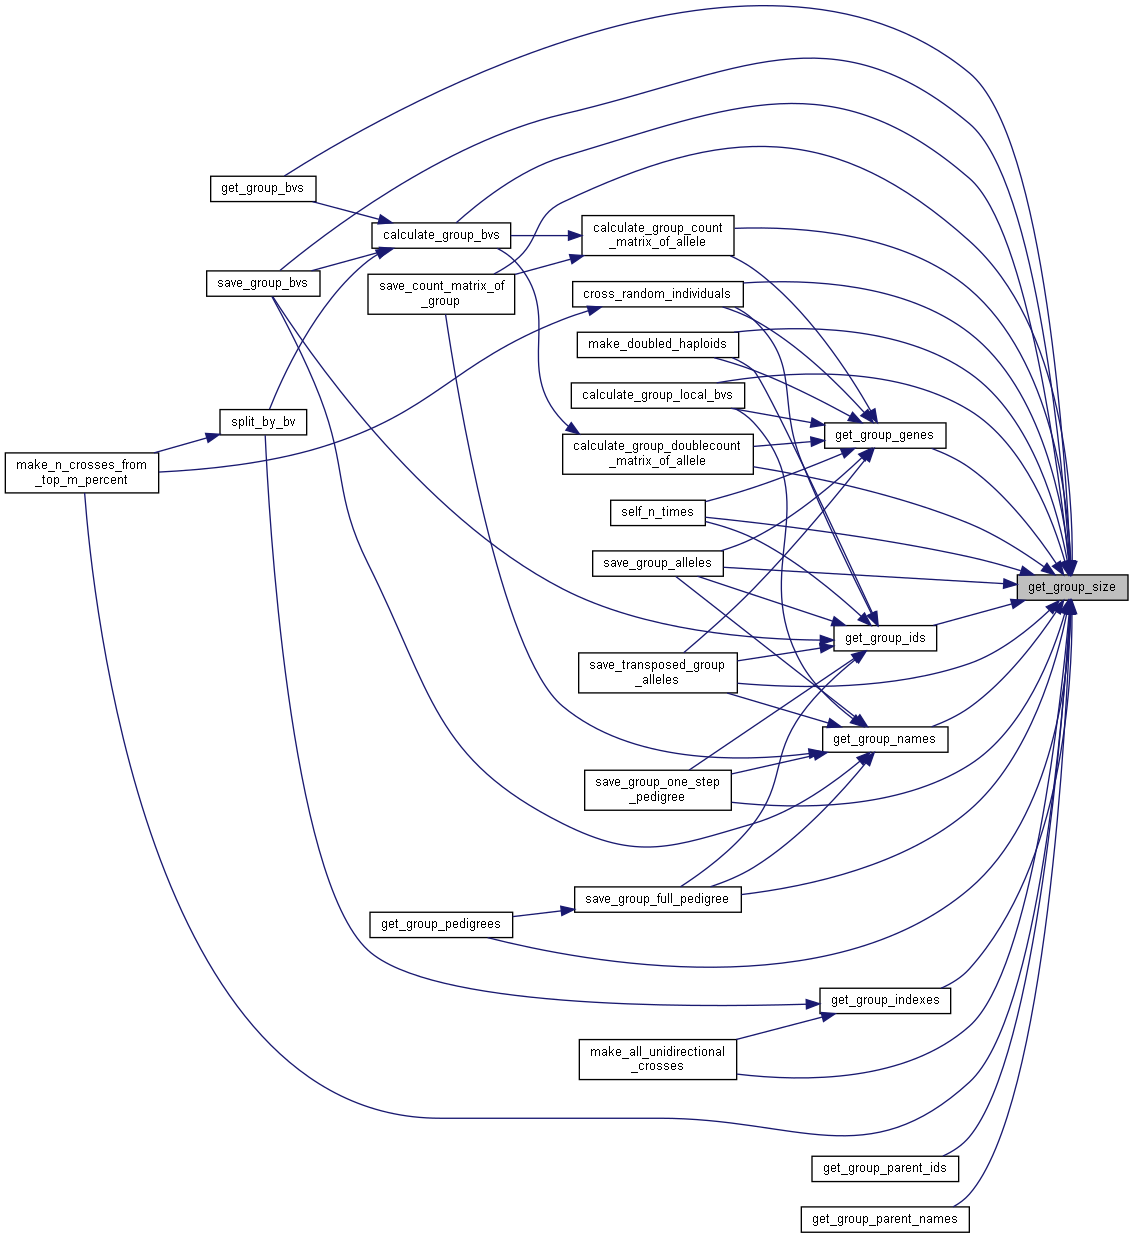 get_group_bvs
calculate_group_bvs
calculate_group_count
_matrix_of_allele
save_group_bvs
save_count_matrix_of
_group
cross_random_individuals
make_doubled_haploids
calculate_group_local_bvs
split_by_bv
get_group_genes
calculate_group_doublecount
_matrix_of_allele
make_n_crosses_from
_top_m_percent
self_n_times
save_group_alleles
get_group_size
get_group_ids
save_transposed_group
_alleles
get_group_names
save_group_one_step
_pedigree
save_group_full_pedigree
get_group_pedigrees
get_group_indexes
make_all_unidirectional
_crosses
get_group_parent_ids
get_group_parent_names